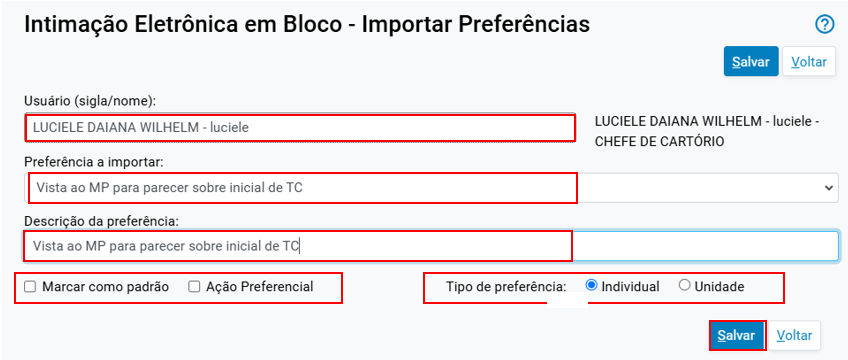 Intimação Eletrônica em Bloco - Importar Preferências
?
Salvar Voltar
Usuário (sigla/nome):
LUCIELE DAIANA WILHELM - luciele
LUCIELE DAIANA WILHELM - luciele -
CHEFE DE CARTÓRIO
Preferência a importar:
Vista ao MP para parecer sobre inicial de TC
Descrição da preferência:
Vista ao MP para parecer sobre inicial de TC
Marcar como padrão Ação Preferencial Tipo de preferência: Individual Unidade
Salvar Voltar